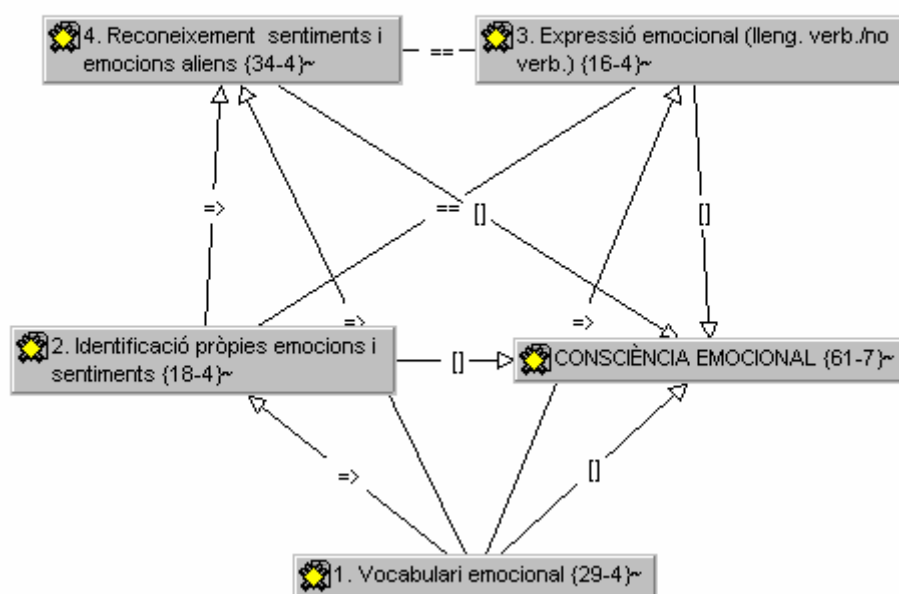 4. Reconeixement sentiments i
emocions aliens {34-4}~
==
3. Expressió emocional (lleng. verb./no
verb.) {16-4}~
=>
== []
[]
=>
=>
2. Identificació pròpies emocions i
sentiments {18-4}~
[]
CONSCIÈNCIA EMOCIONAL {61-7}~
=>
[]
1. Vocabulari emocional {29-4}~